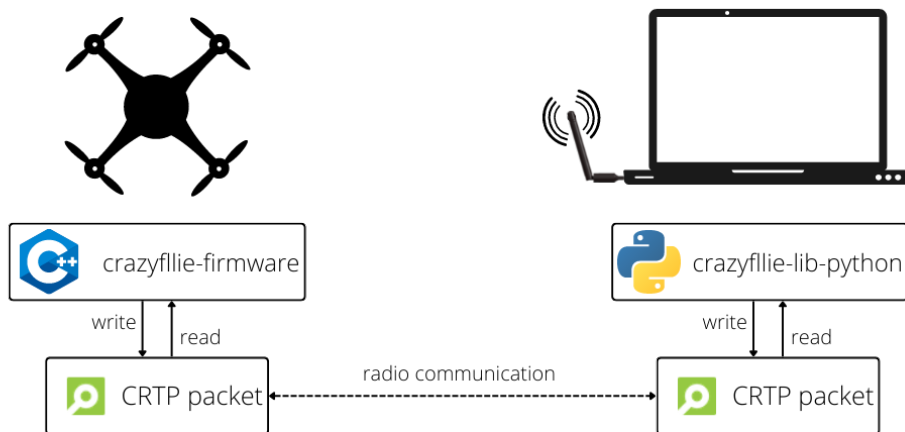 C++
crazyfllie-firmware
crazyfllie-lib-python
write
read
write
read
radio communication
CRTP packet
CRTP packet